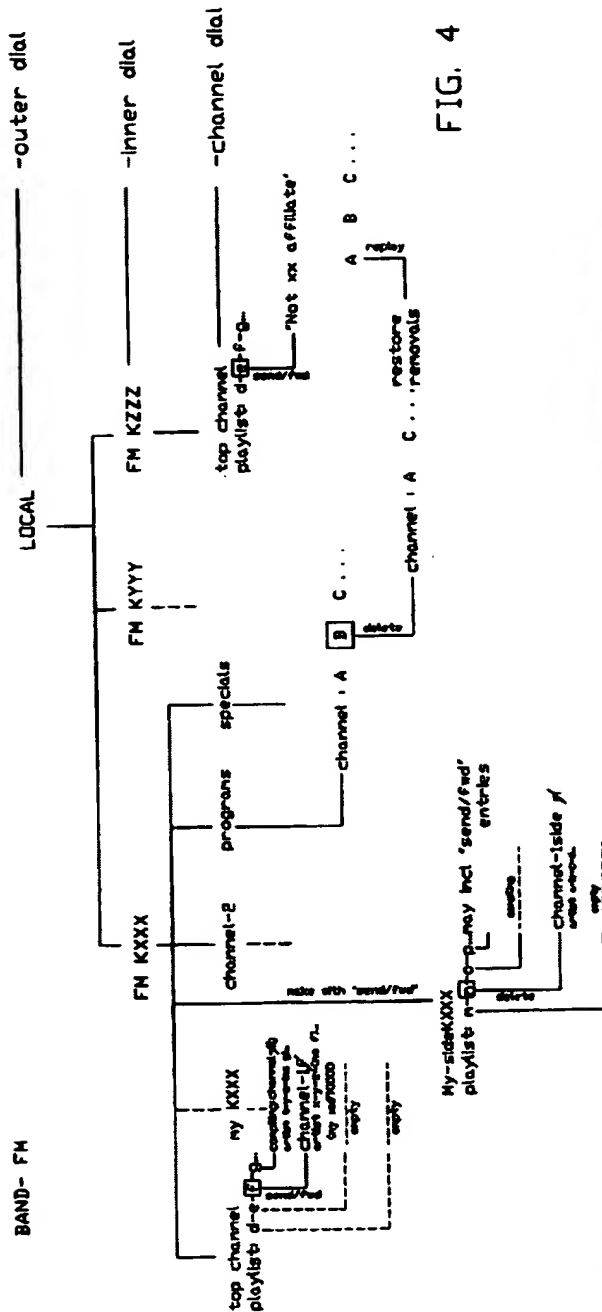 BAND- FM
LOCAL
-outer dial
FM KXXX
FM KYYY
FM KZZZ
-inner dial
top channel
playlist: d-e-f-g...
my KXXX
channel-2
programs
specials
top channel
playlist: d-e-f-g...
-channel dial
send/fwd
'Not xx affiliate'
send/fwd
empty
empty
make with "send/fwd"
channel : A B C ...
delete
channel : A C ...
restore
removals
replay
A B C ...
My-sideKXXX
playlist: n-o-p...may incl 'send/fwd'
entries
delete
channel-1side
empty
FIG. 4